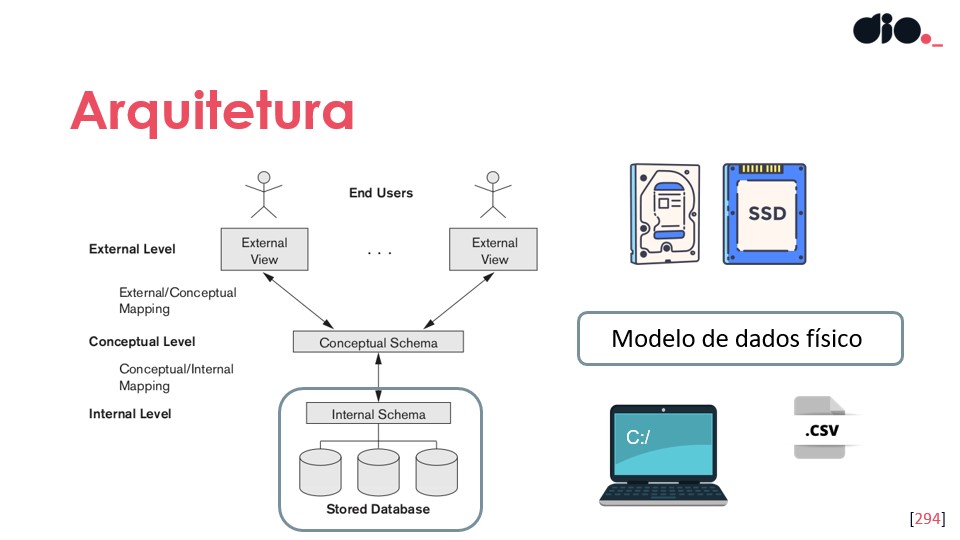 dio._
Arquitetura
End Users
External Level
External
View
. . .
External
View
External/Conceptual
Mapping
Conceptual Level
Conceptual Schema
Conceptual/Internal
Mapping
Internal Level
Internal Schema
Stored Database
SSD
Modelo de dados físico
C:/
.CSV
[294]